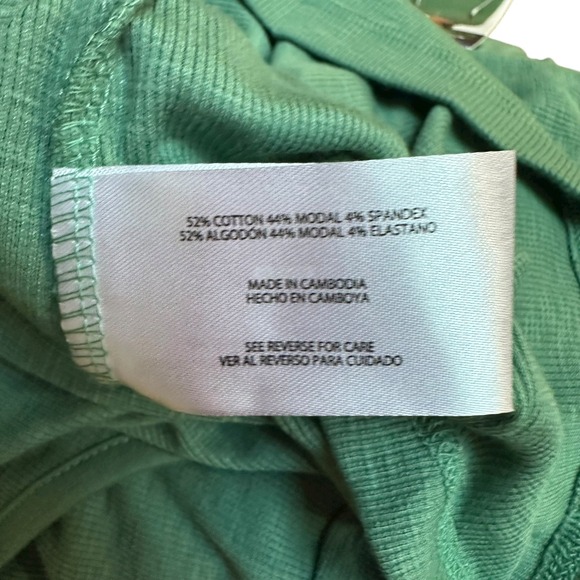 52% COTTON 44% MODAL 4% SPANDEX
52% ALGODÓN 44% MODAL 4% ELASTANO
MADE IN CAMBODIA
HECHO EN CAMBOYA
SEE REVERSE FOR CARE
VER AL REVERSO PARA CUIDADO